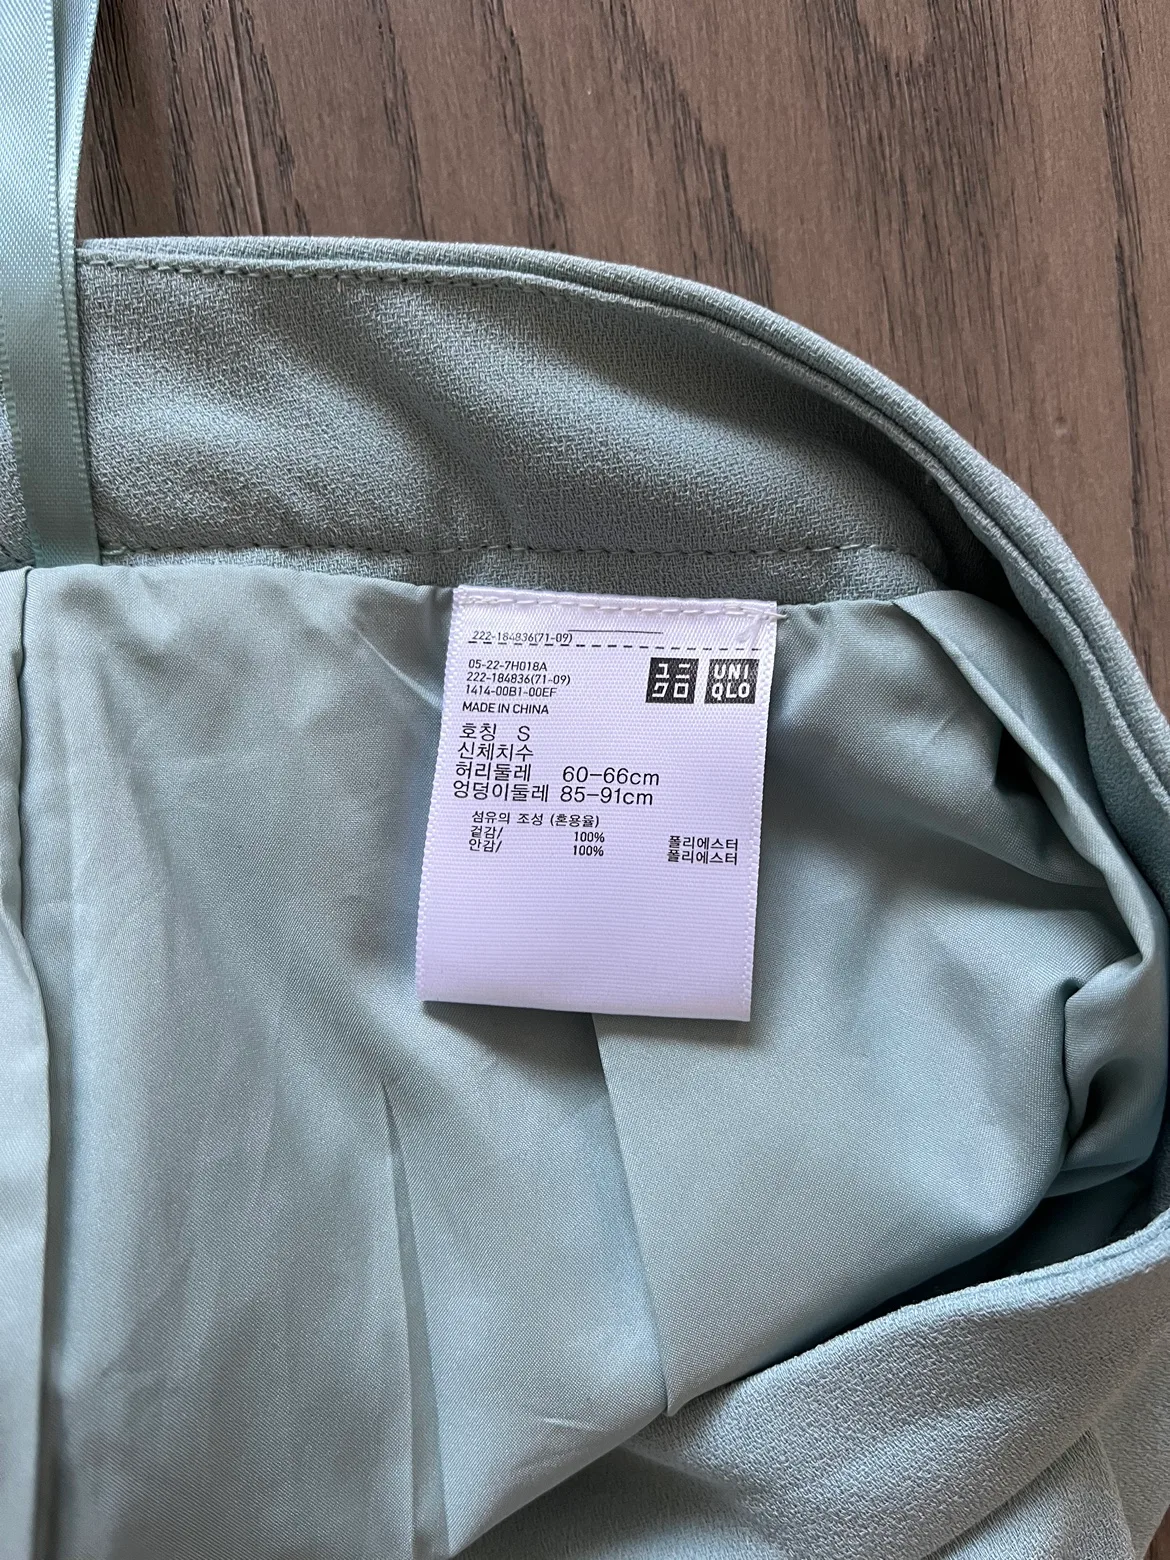 222-184836(71-09)
05-22-7H018A
222-184836(71-09)
1414-00B1-00EF
MADE IN CHINA
ユニ
クロ
UNI
QLO
호칭 S
신체치수
허리둘레 60-66cm
엉덩이둘레 85-91cm
섬유의 조성 (혼용율)
겉감/ 100% 폴리에스터
안감/ 100% 폴리에스터